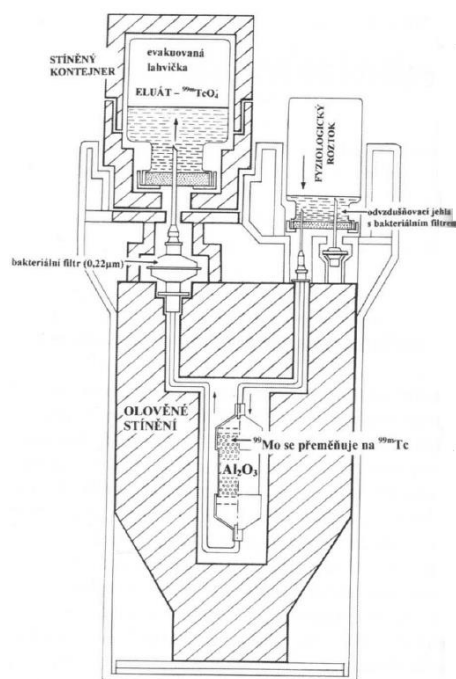 STÍNĚNÝ
KONTEJNER
evakuovaná
lahvička
ELUÁT – ⁹⁹ᵐTcO₄⁻
FYZIOLOGICKÝ
ROZTOK
odvzdušňovací jehla
s bakteriálním filtrem
bakteriální filtr (0,22μm)
OLOVĚNÉ
STÍNĚNÍ
⁹⁹Mo se přeměňuje na ⁹⁹ᵐTc
Al₂O₃